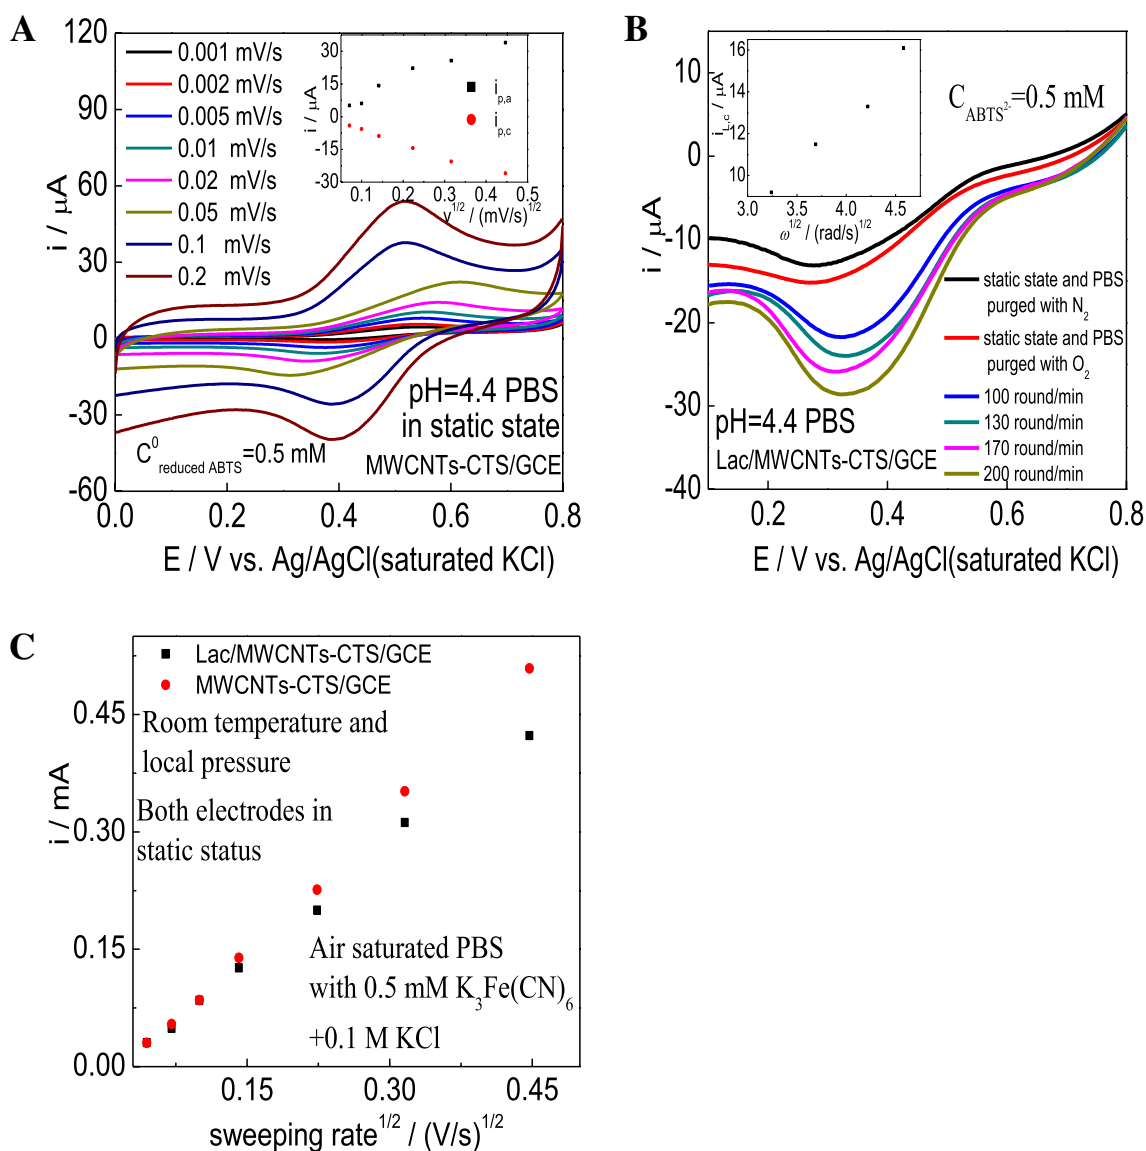 A
120
90
60
30
0
-30
-60
i / μA
0.001 mV/s
0.002 mV/s
0.005 mV/s
0.01 mV/s
0.02 mV/s
0.05 mV/s
0.1 mV/s
0.2 mV/s
30
15
0
-15
-30
i / μA
i p,a
i p,c
0.1 0.2 0.3 0.4 0.5
v^1/2 / (mV/s)^1/2
pH=4.4 PBS
in static state
C^0 reduced ABTS=0.5 mM
MWCNTs-CTS/GCE
0.0 0.2 0.4 0.6 0.8
E / V vs. Ag/AgCl(saturated KCl)
B
10
0
-10
-20
-30
-40
i / μA
16
14
12
10
i L,c / μA
3.0 3.5 4.0 4.5
ω^1/2 / (rad/s)^1/2
C ABTS^2-=0.5 mM
static state and PBS
purged with N2
static state and PBS
purged with O2
100 round/min
130 round/min
170 round/min
200 round/min
pH=4.4 PBS
Lac/MWCNTs-CTS/GCE
0.2 0.4 0.6 0.8
E / V vs. Ag/AgCl(saturated KCl)
C
Lac/MWCNTs-CTS/GCE
MWCNTs-CTS/GCE
Room temperature and
local pressure
Both electrodes in
static status
Air saturated PBS
with 0.5 mM K3Fe(CN)6
+0.1 M KCl
0.45
0.30
0.15
0.00
i / mA
0.15 0.30 0.45
sweeping rate^1/2 / (V/s)^1/2